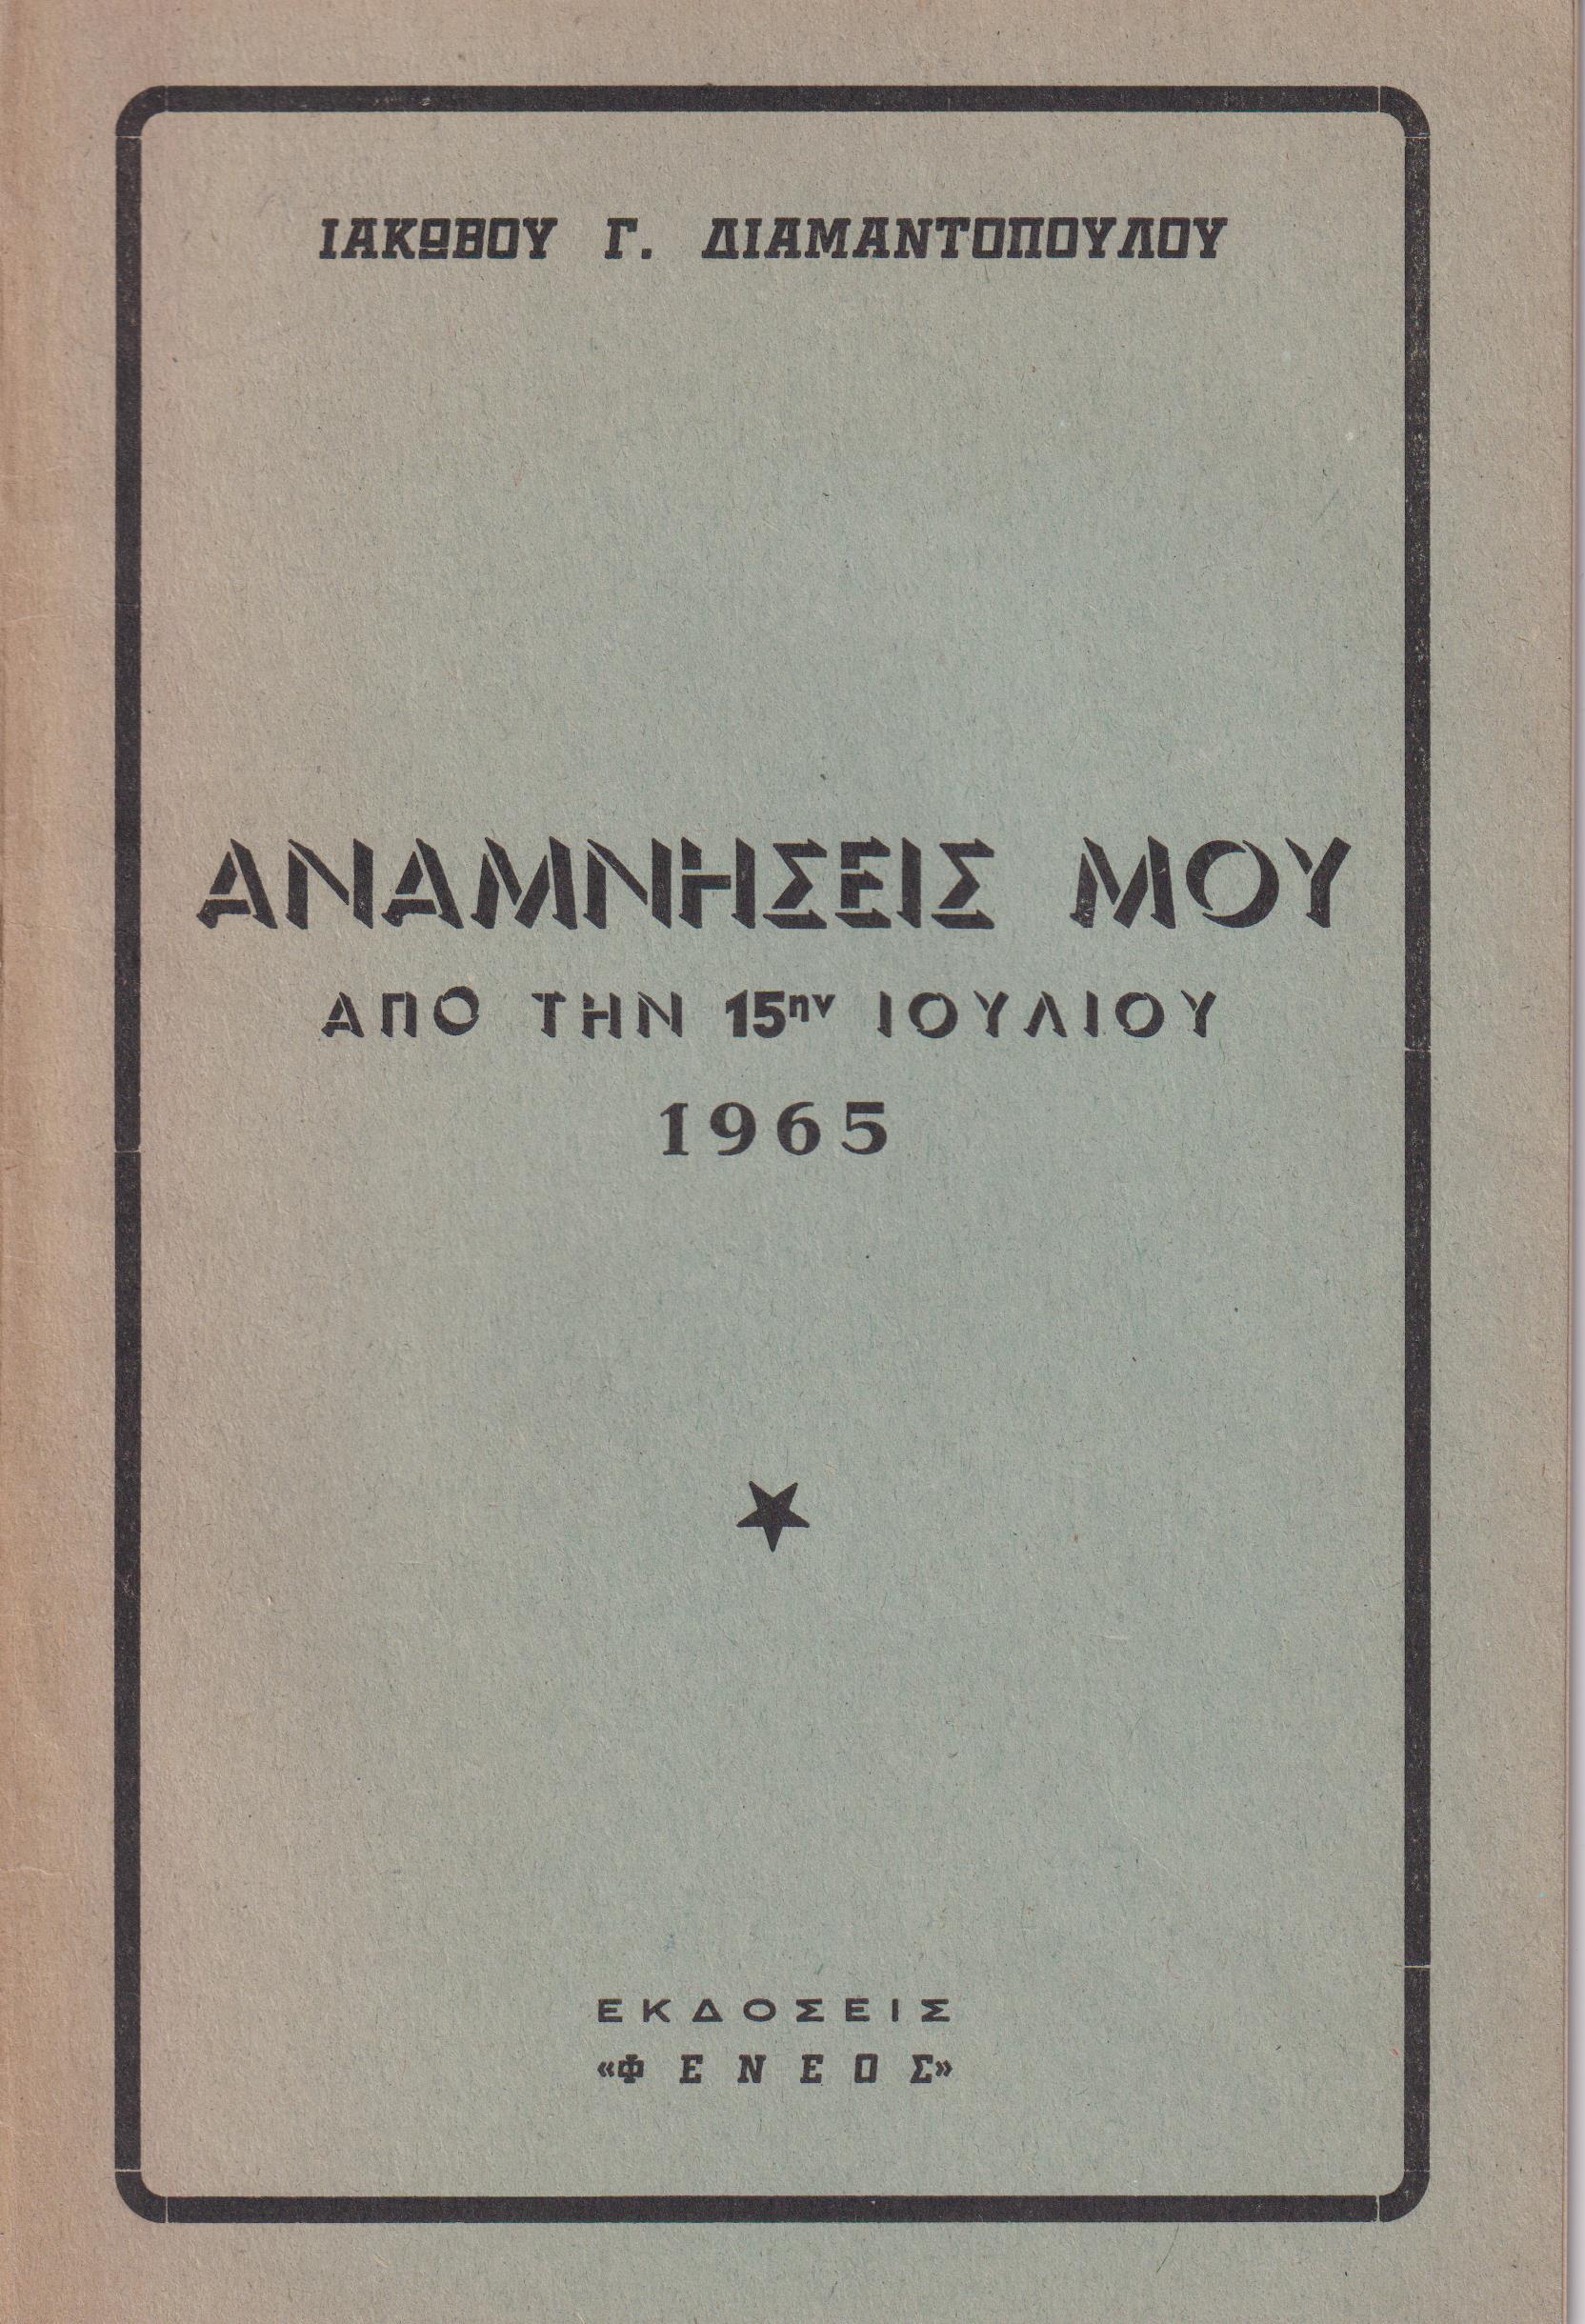 ΙΑΚΩΒΟΥ Γ. ΔΙΑΜΑΝΤΟΠΟΥΛΟΥ
ΑΝΑΜΝΗΣΕΙΣ ΜΟΥ
ΑΠΟ ΤΗΝ 15ην ΙΟΥΛΙΟΥ
1965
ΕΚΔΟΣΕΙΣ
«ΦΕΝΕΟΣ»